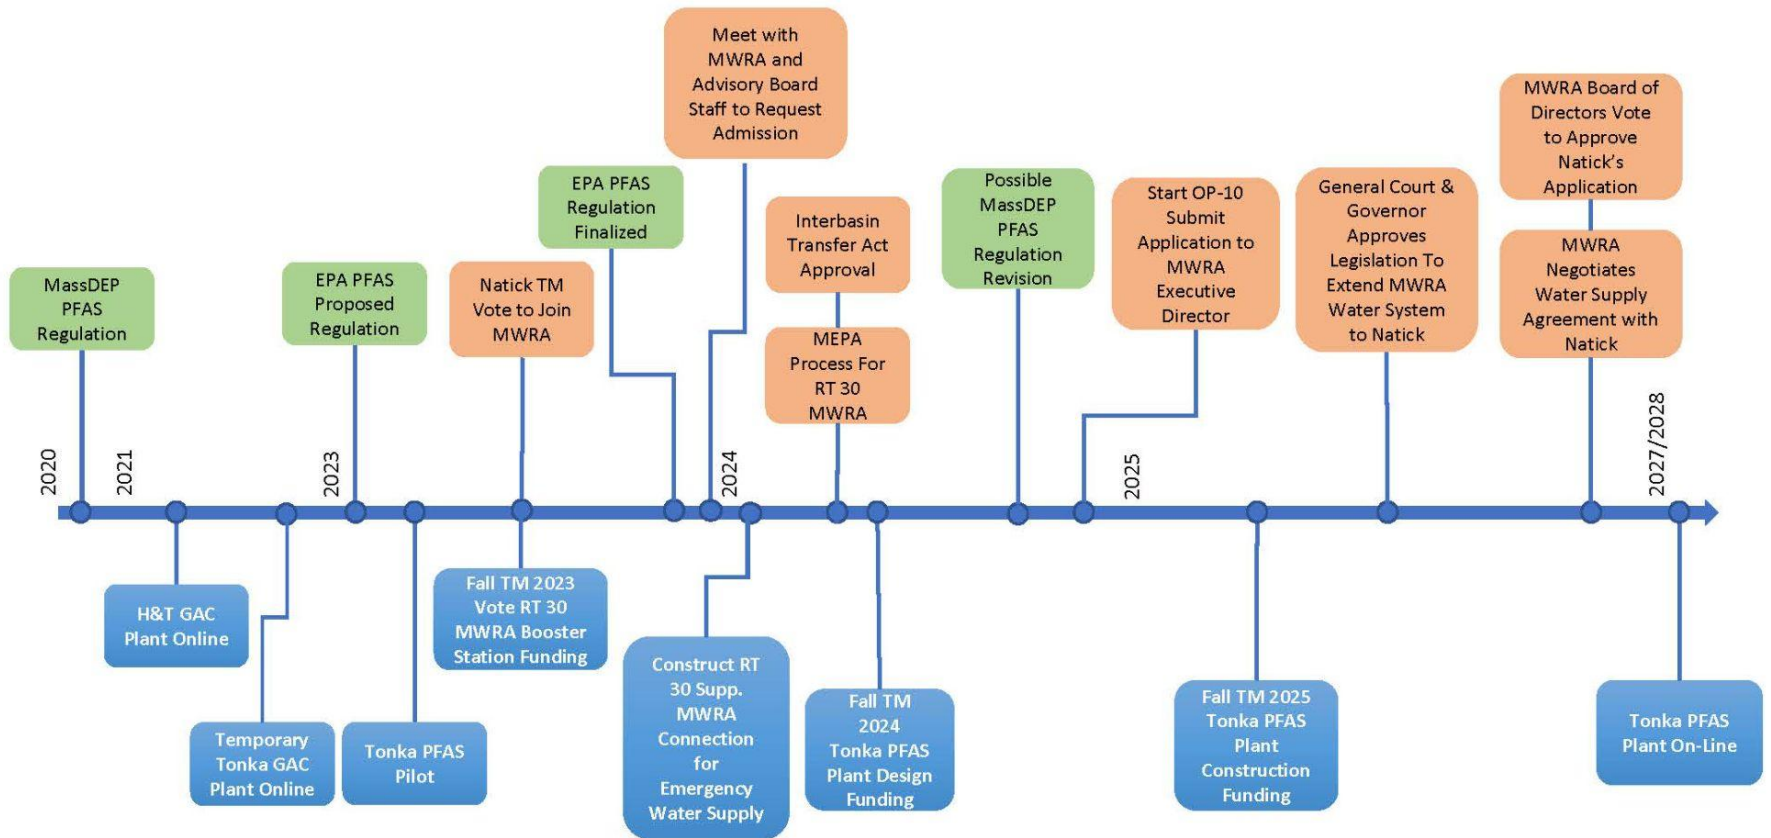 Meet with
MWRA and
Advisory Board
Staff to Request
Admission
MWRA Board of
Directors Vote
to Approve
Natick's
Application
EPA PFAS
Regulation
Finalized
Possible
MassDEP
PFAS
Regulation
Revision
Start OP-10
Submit
Application to
MWRA
Executive
Director
General Court &
Governor
Approves
Legislation To
Extend MWRA
Water System
to Natick
Interbasin
Transfer Act
Approval
MWRA
Negotiates
Water Supply
Agreement with
Natick
MassDEP
PFAS
Regulation
EPA PFAS
Proposed
Regulation
Natick TM
Vote to Join
MWRA
MEPA
Process For
RT 30
MWRA
2020
2021
2023
2024
2025
2027/2028
H&T GAC
Plant Online
Fall TM 2023
Vote RT 30
MWRA Booster
Station Funding
Temporary
Tonka GAC
Plant Online
Tonka PFAS
Pilot
Construct RT
30 Supp.
MWRA
Connection
for
Emergency
Water Supply
Fall TM
2024
Tonka PFAS
Plant Design
Funding
Fall TM 2025
Tonka PFAS
Plant
Construction
Funding
Tonka PFAS
Plant On-Line